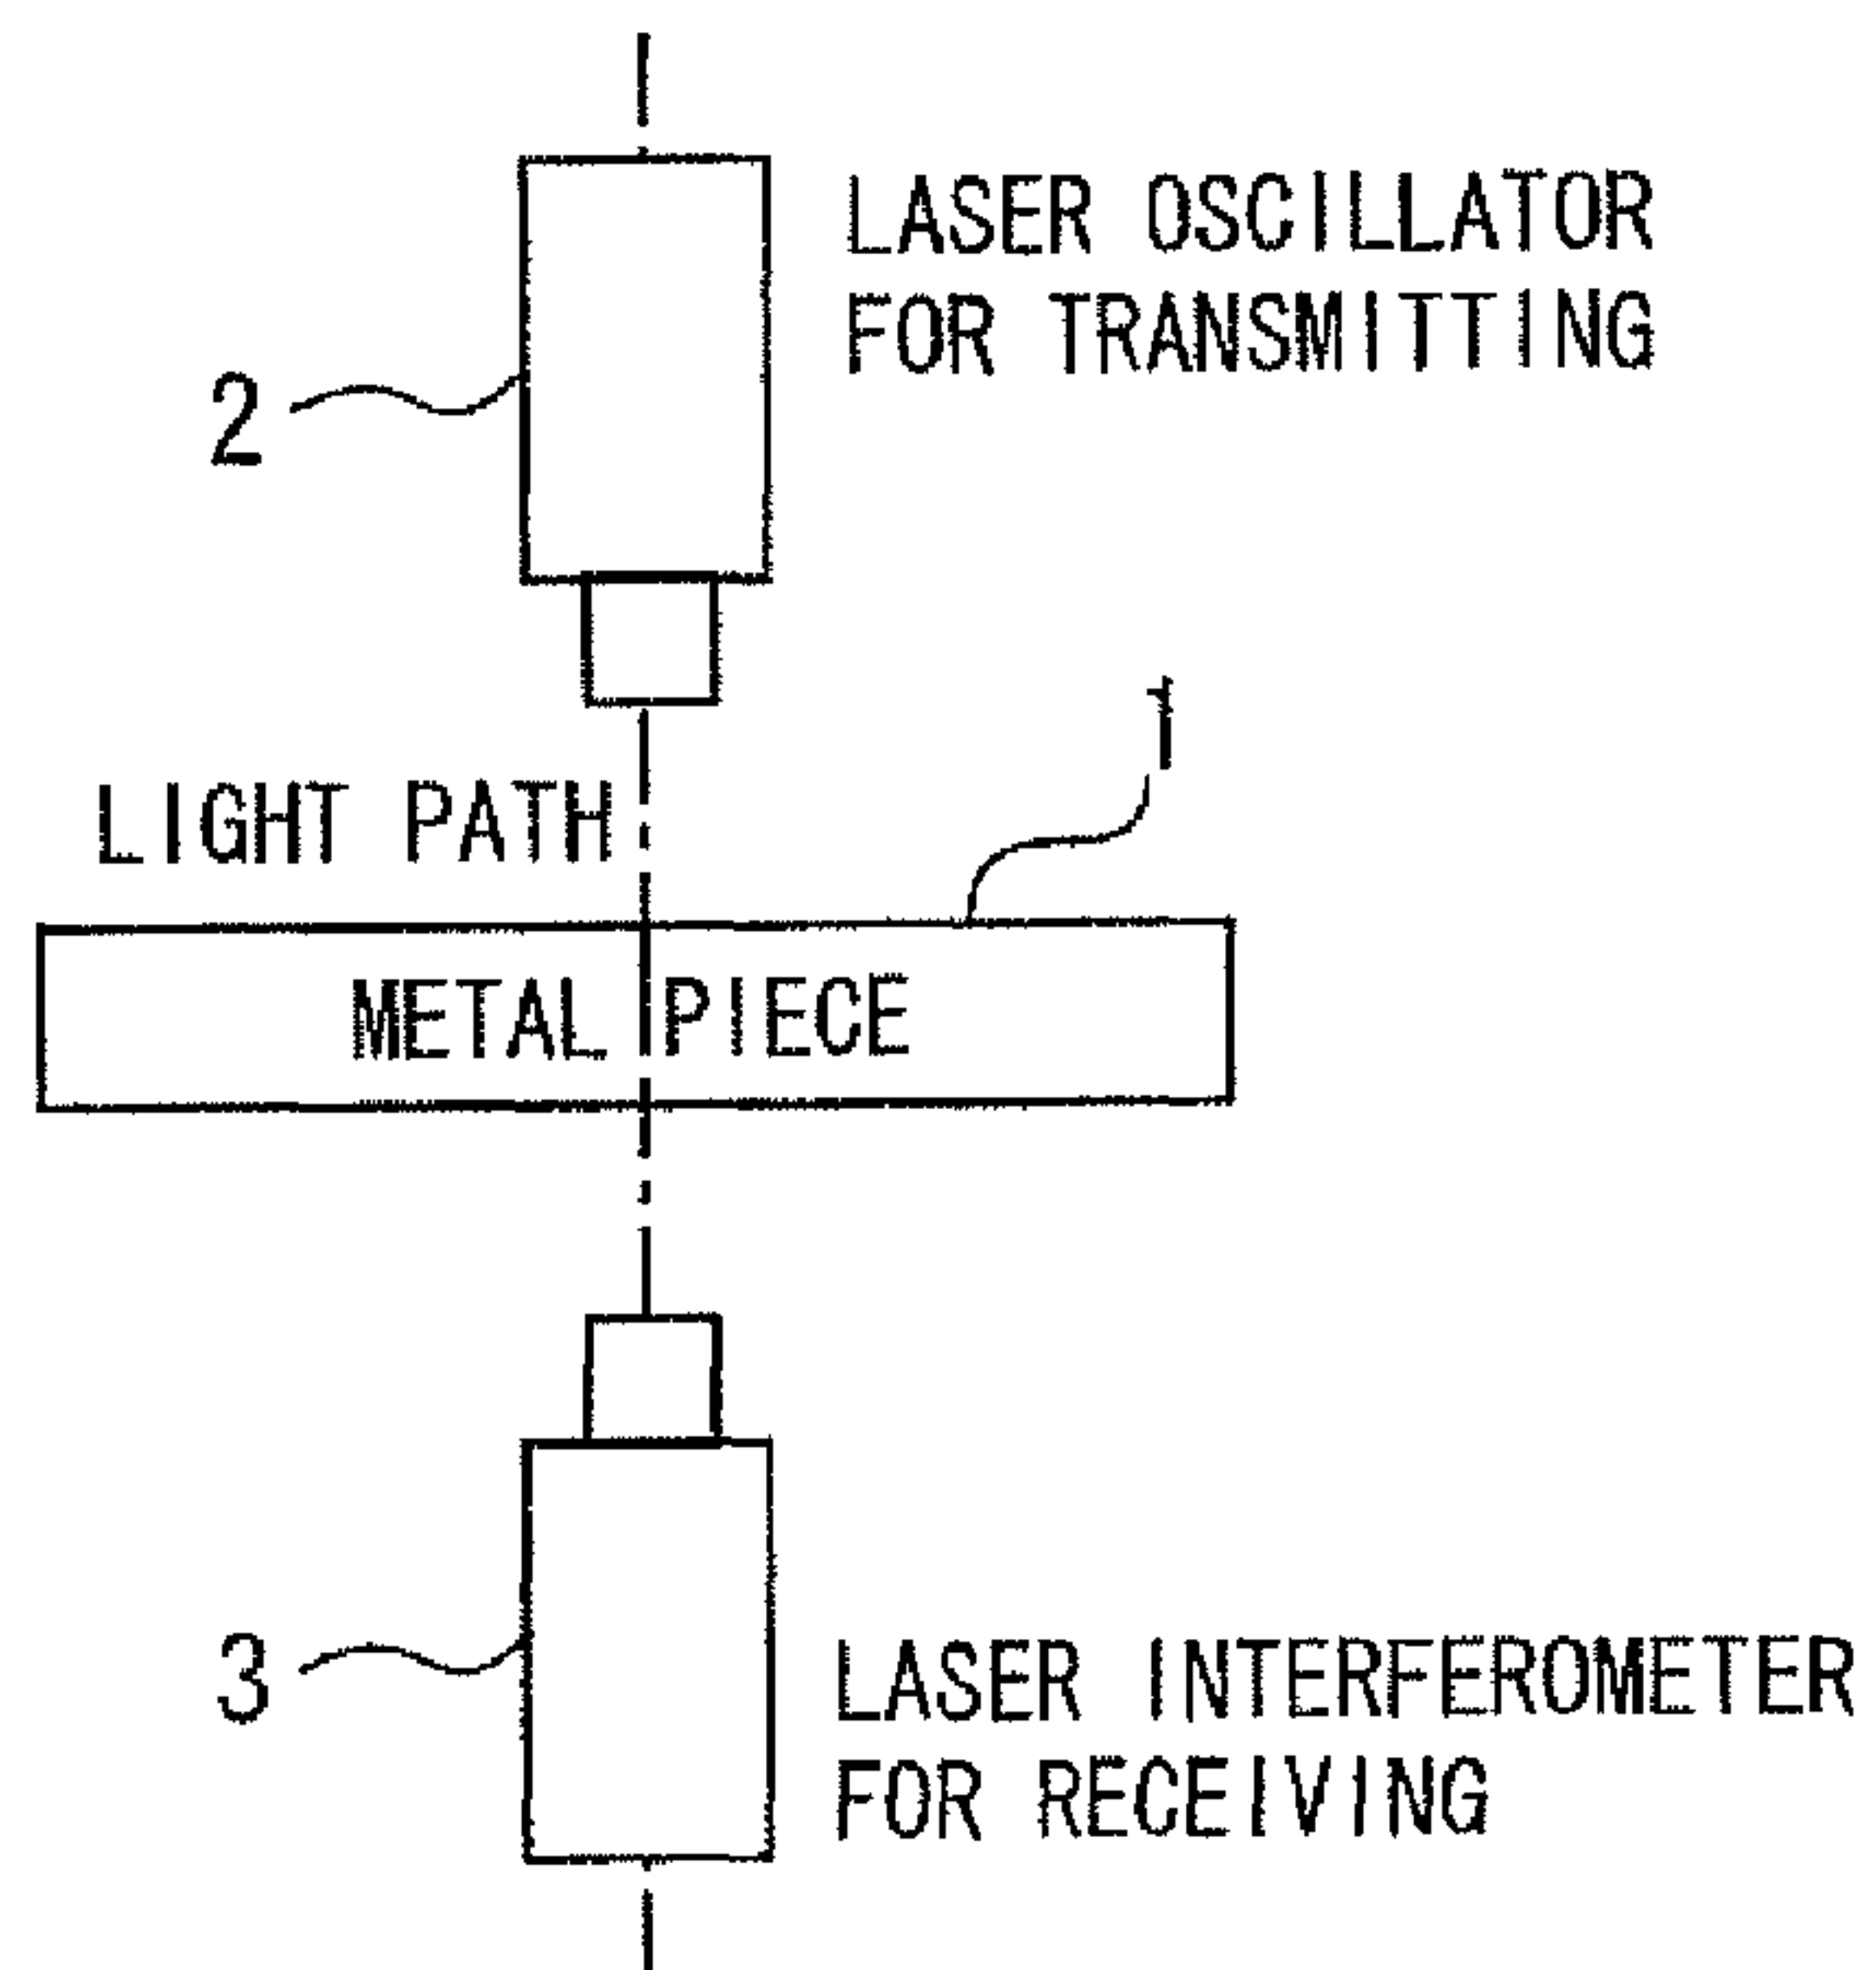 LASER OSCILLATOR
FOR TRANSMITTING
2
1
LIGHT PATH
METAL PIECE
3
LASER INTERFEROMETER
FOR RECEIVING